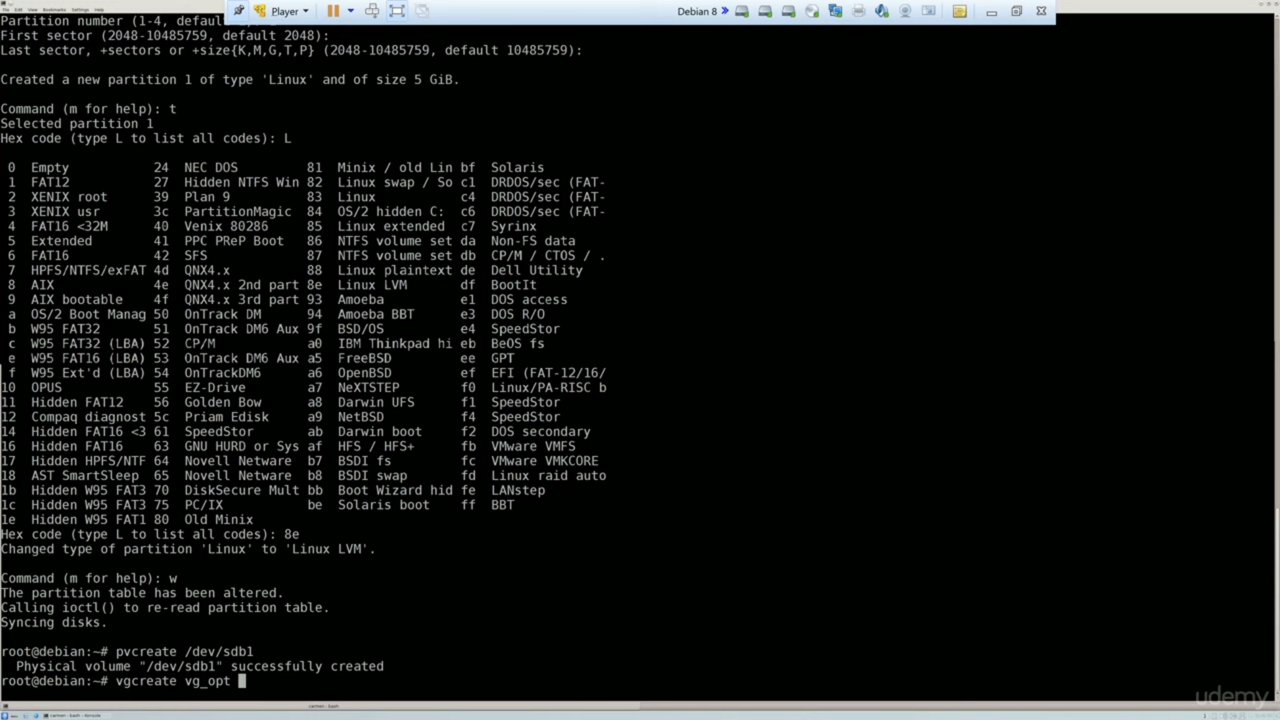 Player
Debian 8
Partition number (1-4, default
First sector (2048-10485759, default 2048):
Last sector, +sectors or +size{K,M,G,T,P} (2048-10485759, default 10485759):
Created a new partition 1 of type 'Linux' and of size 5 GiB.
Command (m for help): t
Selected partition 1
Hex code (type L to list all codes): L
0 Empty 24 NEC DOS 81 Minix / old Lin bf Solaris
1 FAT12 27 Hidden NTFS Win 82 Linux swap / So c1 DRDOS/sec (FAT-
2 XENIX root 39 Plan 9 83 Linux c4 DRDOS/sec (FAT-
3 XENIX usr 3c PartitionMagic 84 OS/2 hidden C: c6 DRDOS/sec (FAT-
4 FAT16 <32M 40 Venix 80286 85 Linux extended c7 Syrinx
5 Extended 41 PPC PReP Boot 86 NTFS volume set da Non-FS data
6 FAT16 42 SFS 87 NTFS volume set db CP/M / CTOS / .
7 HPFS/NTFS/exFAT 4d QNX4.x 88 Linux plaintext de Dell Utility
8 AIX 4e QNX4.x 2nd part 8e Linux LVM df BootIt
9 AIX bootable 4f QNX4.x 3rd part 93 Amoeba e1 DOS access
a OS/2 Boot Manag 50 OnTrack DM 94 Amoeba BBT e3 DOS R/O
b W95 FAT32 51 OnTrack DM6 Aux 9f BSD/OS e4 SpeedStor
c W95 FAT32 (LBA) 52 CP/M a0 IBM Thinkpad hi eb BeOS fs
e W95 FAT16 (LBA) 53 OnTrack DM6 Aux a5 FreeBSD ee GPT
f W95 Ext'd (LBA) 54 OnTrackDM6 a6 OpenBSD ef EFI (FAT-12/16/
10 OPUS 55 EZ-Drive a7 NeXTSTEP f0 Linux/PA-RISC b
11 Hidden FAT12 56 Golden Bow a8 Darwin UFS f1 SpeedStor
12 Compaq diagnost 5c Priam Edisk a9 NetBSD f4 SpeedStor
14 Hidden FAT16 <3 61 SpeedStor ab Darwin boot f2 DOS secondary
16 Hidden FAT16 63 GNU HURD or Sys af HFS / HFS+ fb VMware VMFS
17 Hidden HPFS/NTF 64 Novell Netware b7 BSDI fs fc VMware VMKCORE
18 AST SmartSleep 65 Novell Netware b8 BSDI swap fd Linux raid auto
1b Hidden W95 FAT3 70 DiskSecure Mult bb Boot Wizard hid fe LANstep
1c Hidden W95 FAT3 75 PC/IX be Solaris boot ff BBT
1e Hidden W95 FAT1 80 Old Minix
Hex code (type L to list all codes): 8e
Changed type of partition 'Linux' to 'Linux LVM'.
Command (m for help): w
The partition table has been altered.
Calling ioctl() to re-read partition table.
Syncing disks.
root@debian:~# pvcreate /dev/sdb1
Physical volume "/dev/sdb1" successfully created
root@debian:~# vgcreate vg_opt
udemy